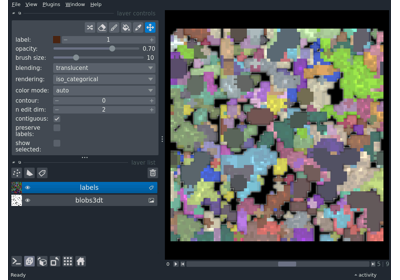 File View Plugins Window Help
layer controls
label: 1
opacity: 0.70
brush size: 10
blending: translucent
rendering: iso_categorical
color mode: auto
contour: 0
n edit dim: 2
contiguous:
preserve
labels:
show
selected:
layer list
labels
blobs3dt
Ready
activity